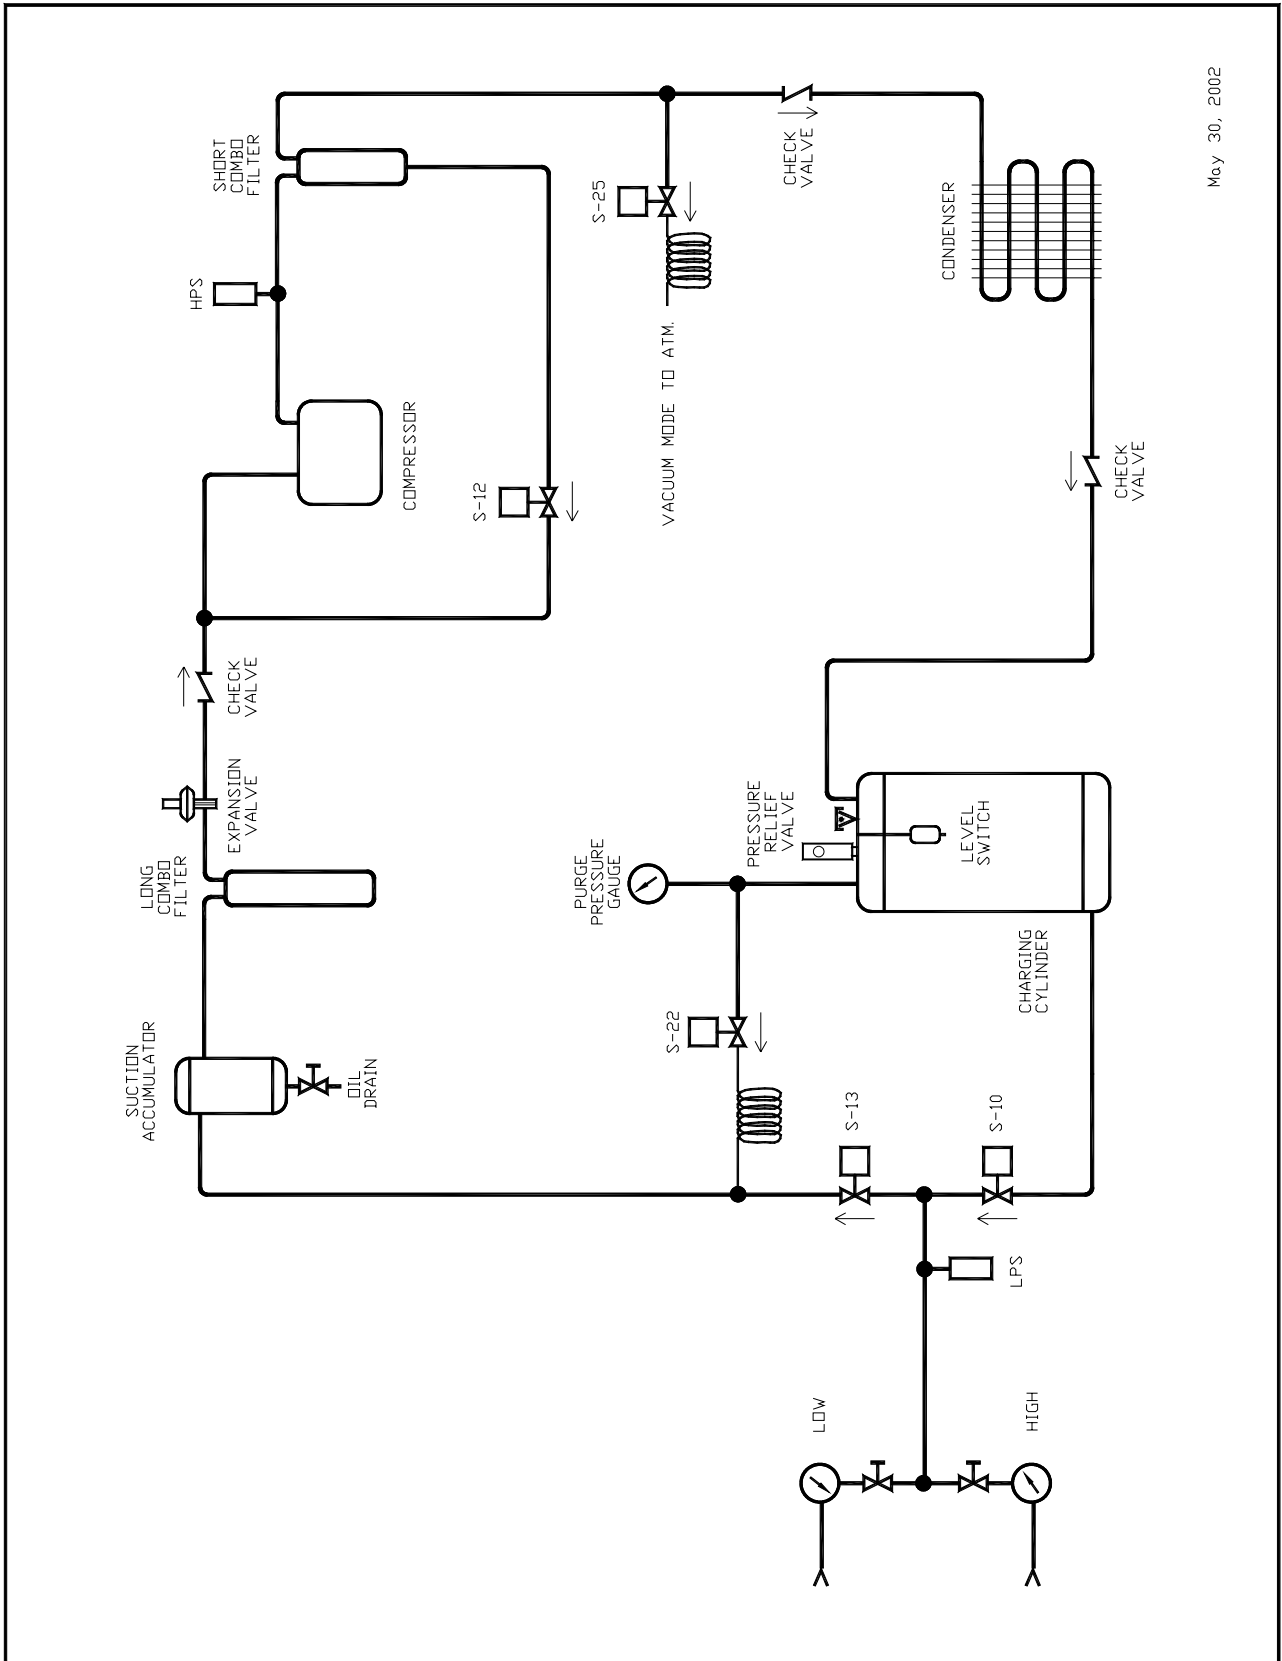 May 30, 2002
SHORT
COMBO
FILTER
CHECK
VALVE
S-25
CONDENSER
HPS
VACUUM MODE TO ATM.
COMPRESSOR
S-12
CHECK
VALVE
CHECK
VALVE
EXPANSION
VALVE
PRESSURE
RELIEF
VALVE
LEVEL
SWITCH
LONG
COMBO
FILTER
PURGE
PRESSURE
GAUGE
CHARGING
CYLINDER
SUCTION
ACCUMULATOR
OIL
DRAIN
S-22
S-13
S-10
LPS
LOW
HIGH